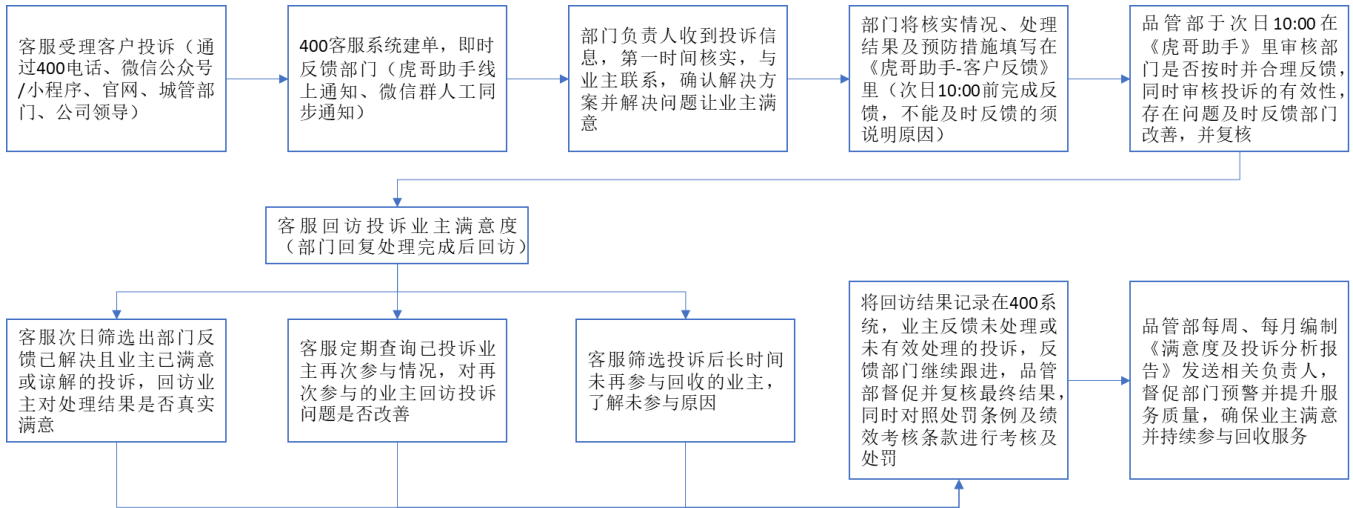 客服受理客户投诉（通
过400电话、微信公众号
/小程序、官网、城管部
门、公司领导）
400客服系统建单，即时
反馈部门（虎哥助手线
上通知、微信群人工同
步通知）
部门负责人收到投诉信
息，第一时间核实，与
业主联系，确认解决方
案并解决问题让业主满
意
部门将核实情况、处理
结果及预防措施填写在
《虎哥助手-客户反馈》
里（次日10:00前完成反
馈，不能及时反馈的须
说明原因）
品管部于次日10:00在
《虎哥助手》里审核部
门是否按时并合理反馈，
同时审核投诉的有效性，
存在问题及时反馈部门
改善，并复核
客服回访投诉业主满意度
（部门回复处理完成后回访）
客服次日筛选出部门反
馈已解决且业主已满意
或谅解的投诉，回访业
主对处理结果是否真实
满意
客服定期查询已投诉业
主再次参与情况，对再
次参与的业主回访投诉
问题是否改善
客服筛选投诉后长时间
未再参与回收的业主，
了解未参与原因
将回访结果记录在400系
统，业主反馈未处理或
未有效处理的投诉，反
馈部门继续跟进，品管
部督促并复核最终结果，
同时对照处罚条例及绩
效考核条款进行考核及
处罚
品管部每周、每月编制
《满意度及投诉分析报
告》发送相关负责人，
督促部门预警并提升服
务质量，确保业主满意
并持续参与回收服务